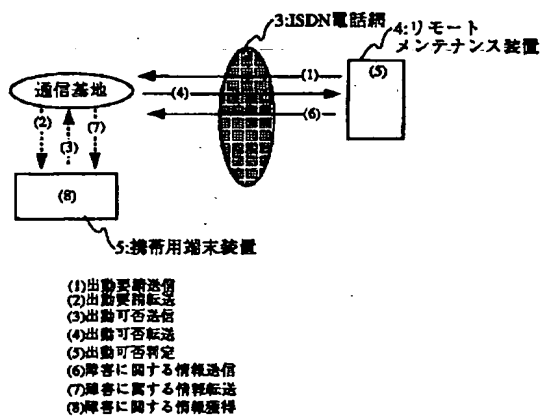 3:ISDN電話網
4:リモート
メンテナンス装置
通信基地
(1)
(4)
(6)
(5)
(2)
(3)
(7)
(8)
5:携帯用端末装置
(1)出動要請送信
(2)出動要請転送
(3)出動可否送信
(4)出動可否転送
(5)出動可否判定
(6)障害に関する情報送信
(7)障害に関する情報転送
(8)障害に関する情報獲得